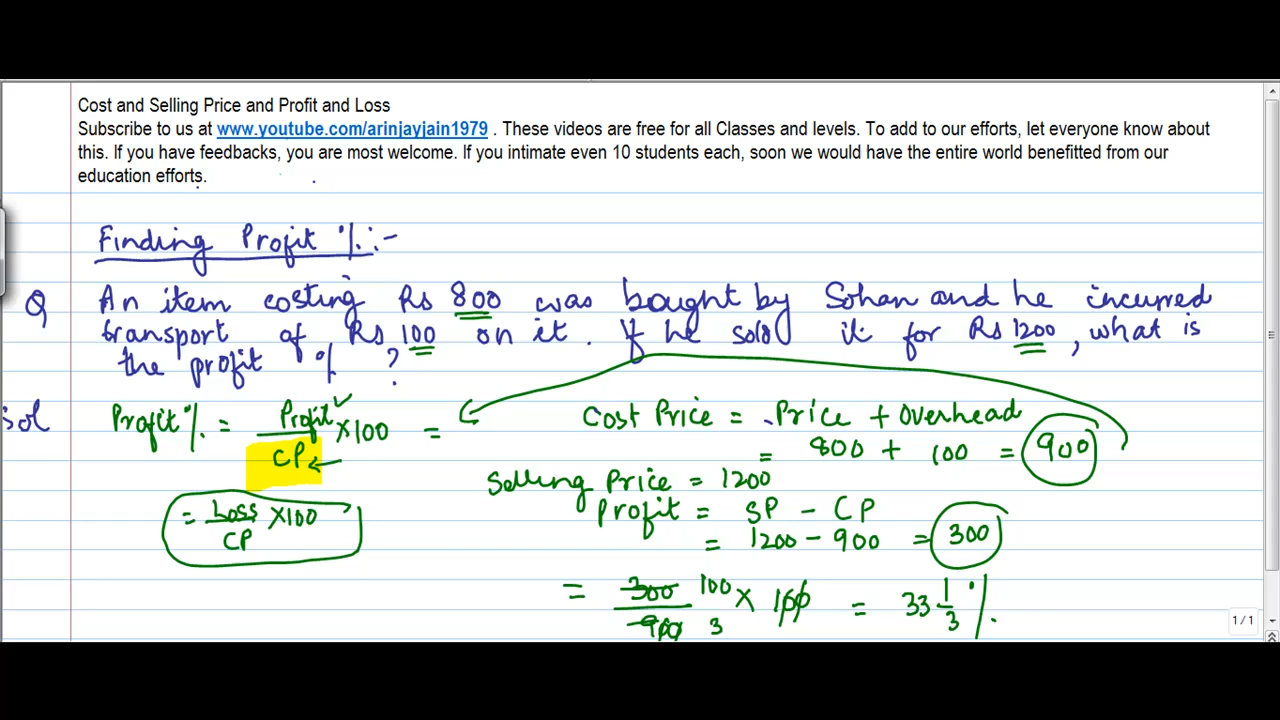 Cost and Selling Price and Profit and Loss
Subscribe to us at www.youtube.com/arinjayjain1979 . These videos are free for all Classes and levels. To add to our efforts, let everyone know about
this. If you have feedbacks, you are most welcome. If you intimate even 10 students each, soon we would have the entire world benefitted from our
education efforts.
Finding Profit %:-
Q An item costing Rs 800 was bought by Sohan and he incurred
transport of Rs 100 on it. If he sold it for Rs 1200, what is
the profit % ?
Sol Profit % = Profit/CP × 100 =
Cost Price = Price + Overhead
= 800 + 100 = 900
Selling Price = 1200
= Loss/CP × 100
Profit = SP - CP
= 1200 - 900 = 300
= 300/900 100/3 × 100 = 33 1/3 %.
1 / 1